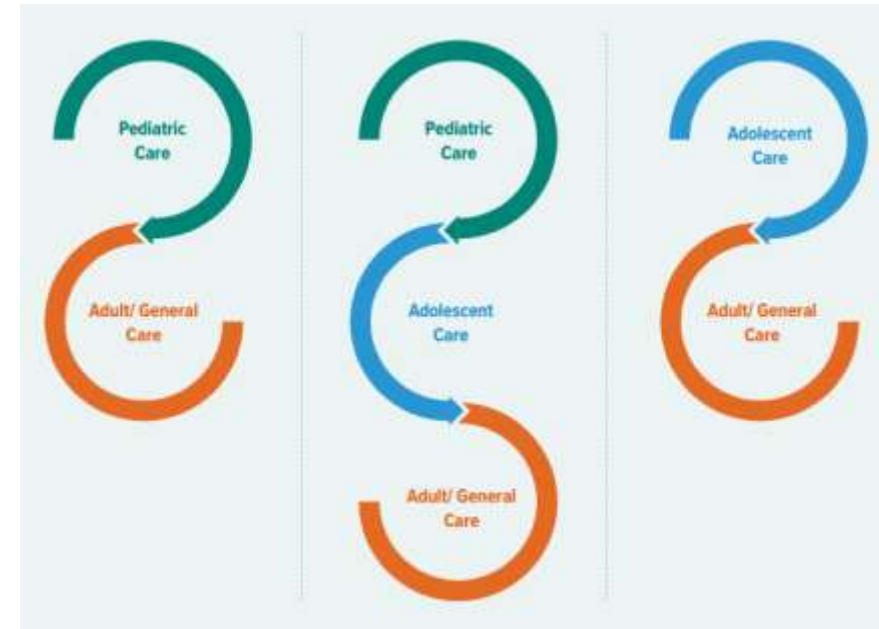 Pediatric
Care
Adult/ General
Care
Pediatric
Care
Adolescent
Care
Adult/ General
Care
Adolescent
Care
Adult/ General
Care